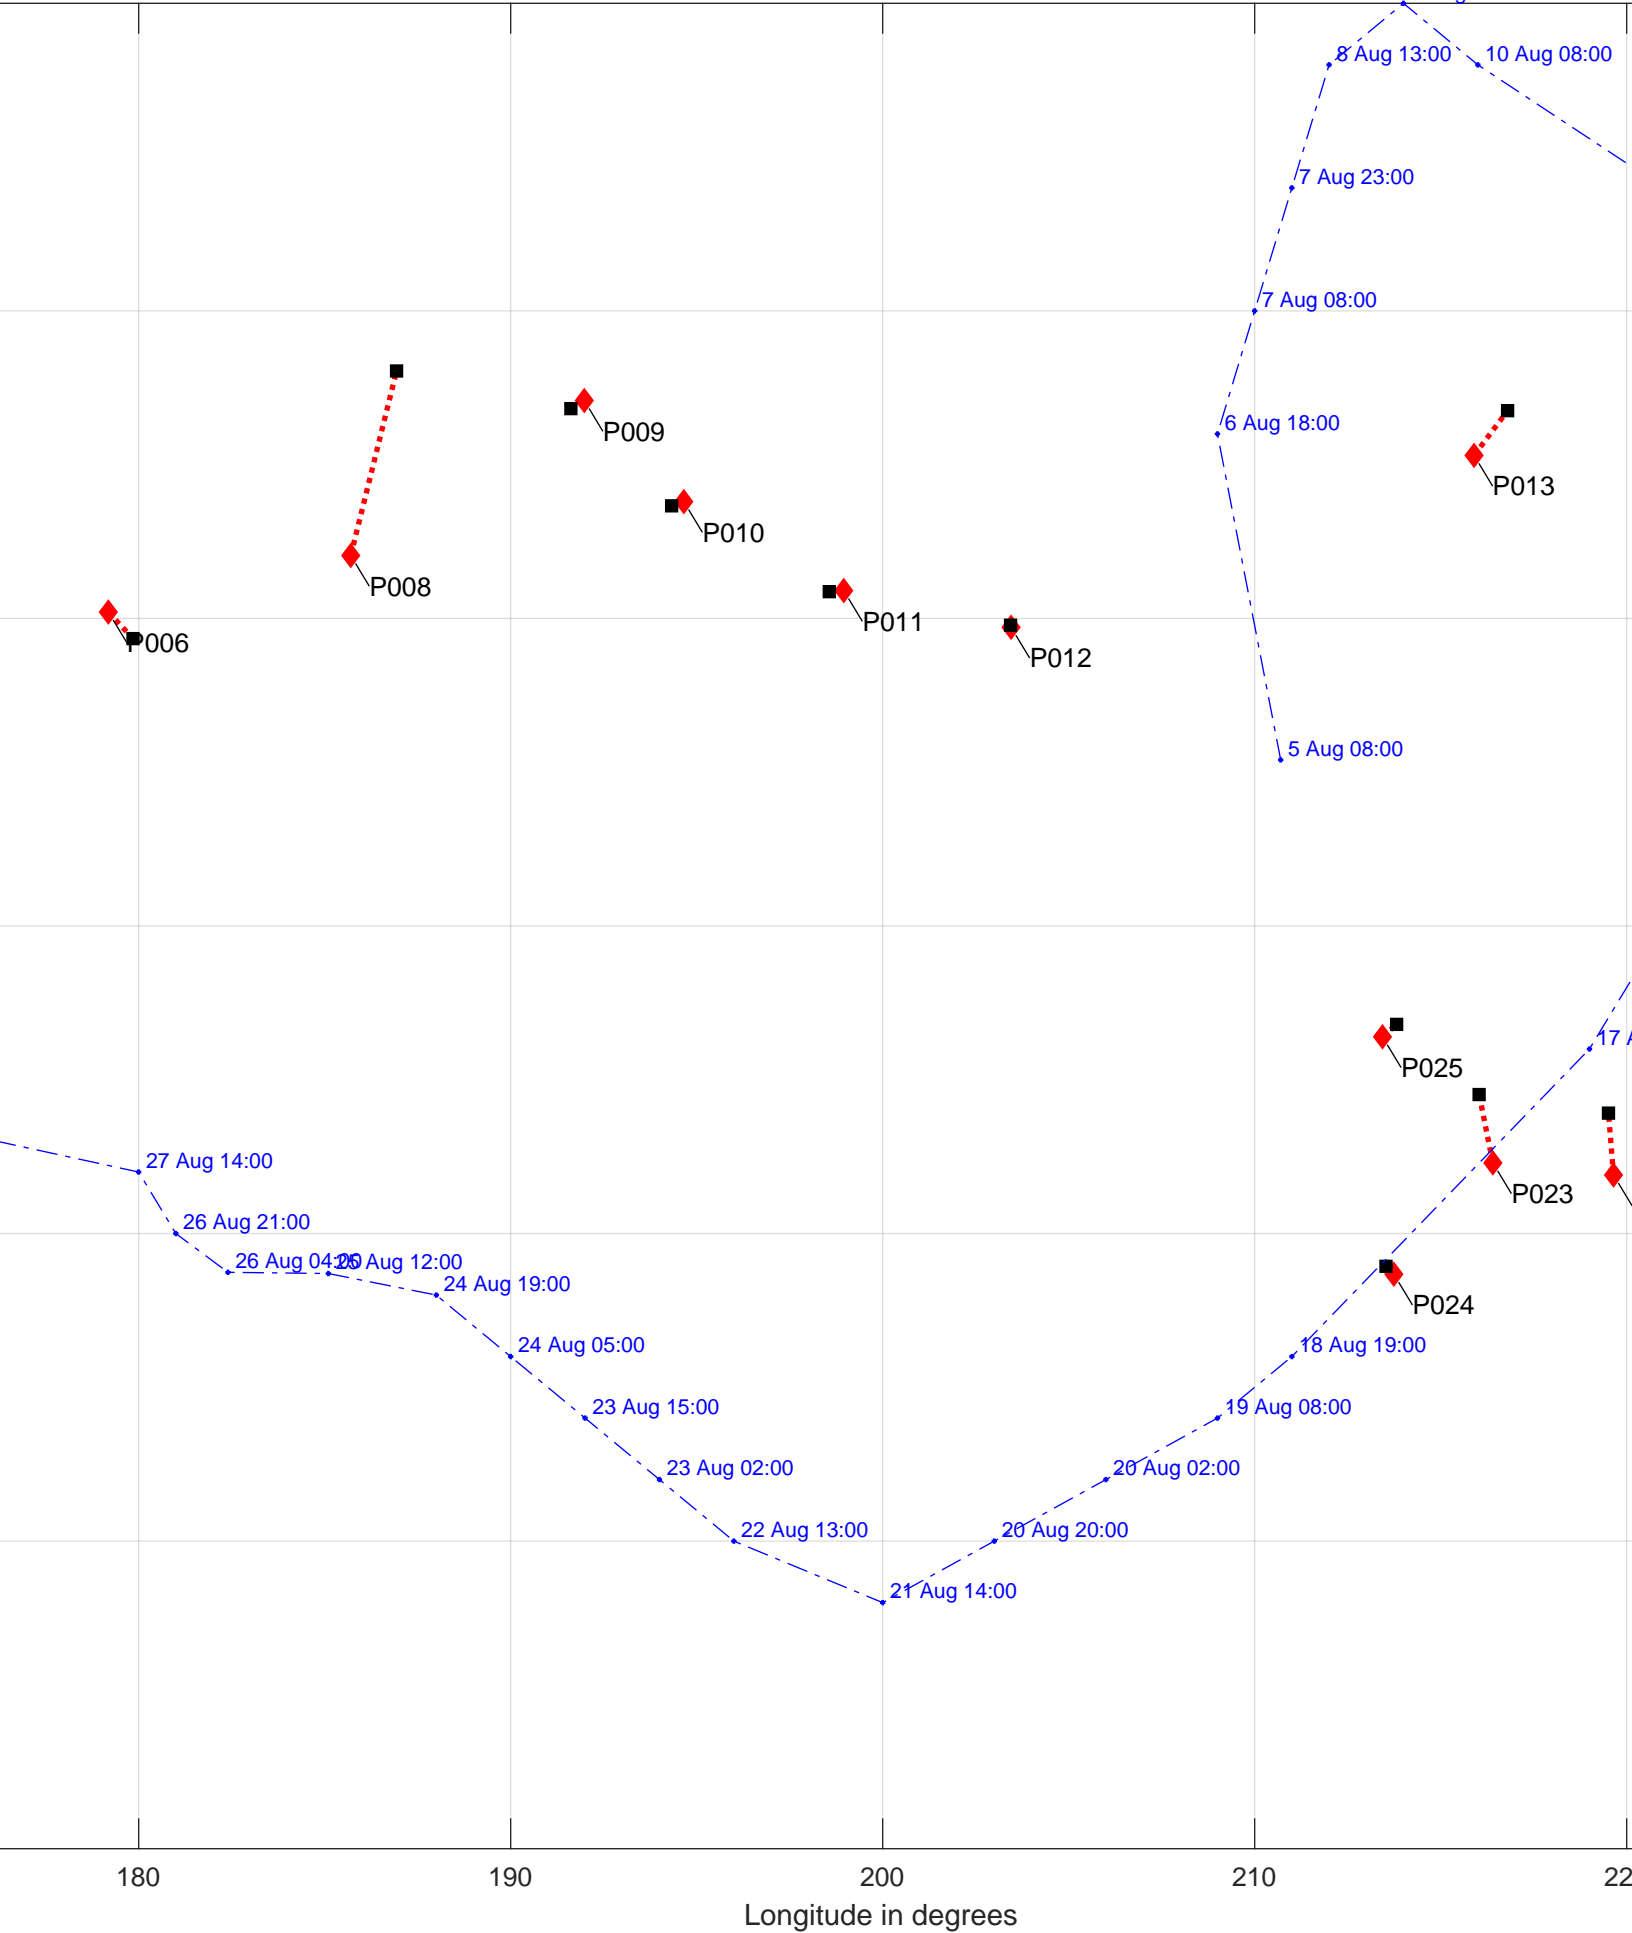 8 Aug 13:00
10 Aug 08:00
7 Aug 23:00
7 Aug 08:00
6 Aug 18:00
P009
P013
P010
P008
P011
P006
P012
5 Aug 08:00
17
P025
27 Aug 14:00
P023
26 Aug 21:00
26 Aug 04:00
25 Aug 12:00
24 Aug 19:00
P024
24 Aug 05:00
18 Aug 19:00
23 Aug 15:00
19 Aug 08:00
23 Aug 02:00
20 Aug 02:00
22 Aug 13:00
20 Aug 20:00
21 Aug 14:00
180 190 200 210 22
Longitude in degrees